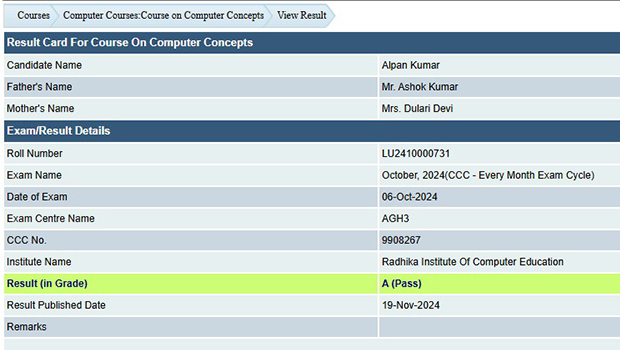 Courses Computer Courses:Course on Computer Concepts View Result
Result Card For Course On Computer Concepts
Candidate Name Alpan Kumar
Father's Name Mr. Ashok Kumar
Mother's Name Mrs. Dulari Devi
Exam/Result Details
Roll Number LU2410000731
Exam Name October, 2024(CCC - Every Month Exam Cycle)
Date of Exam 06-Oct-2024
Exam Centre Name AGH3
CCC No. 9908267
Institute Name Radhika Institute Of Computer Education
Result (in Grade) A (Pass)
Result Published Date 19-Nov-2024
Remarks